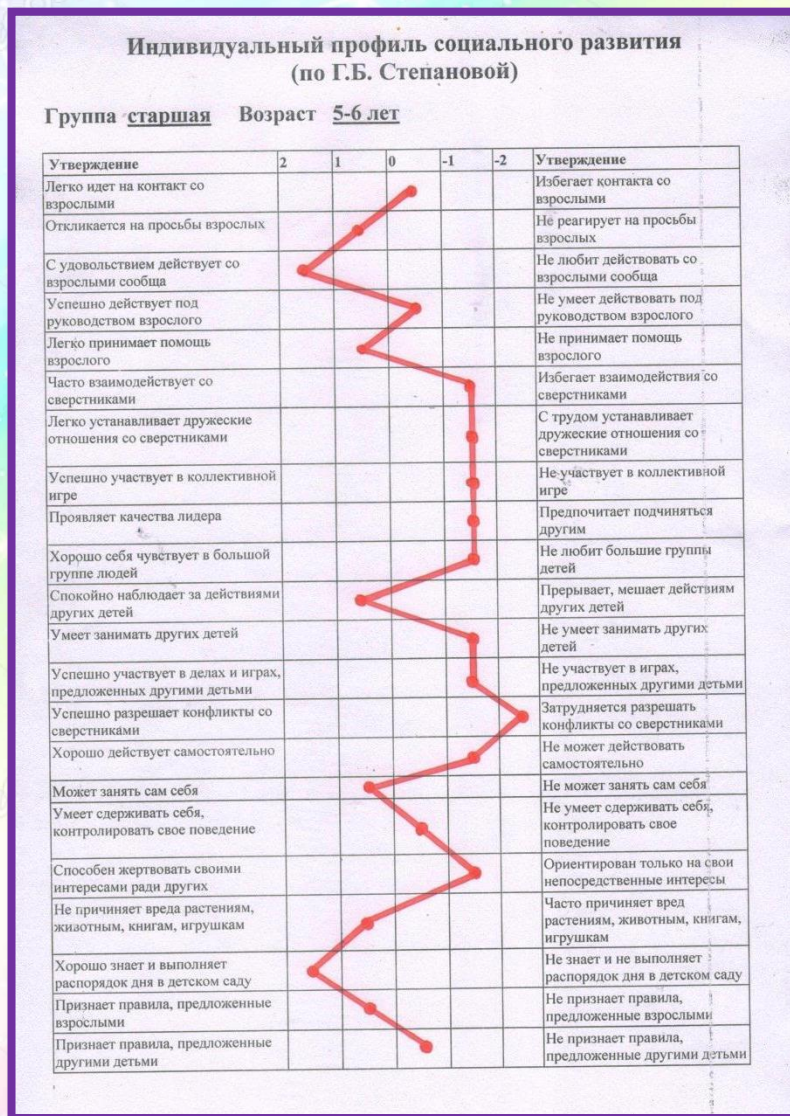 Индивидуальный профиль социального развития
(по Г.Б. Степановой)
Группа старшая Возраст 5-6 лет
Утверждение 2 1 0 -1 -2 Утверждение
Легко идет на контакт со Избегает контакта со
взрослыми взрослыми
Откликается на просьбы взрослых Не реагирует на просьбы
взрослых
С удовольствием действует со Не любит действовать со
взрослыми сообща взрослыми сообща
Успешно действует под Не умеет действовать под
руководством взрослого руководством взрослого
Легко принимает помощь Не принимает помощь
взрослого взрослого
Часто взаимодействует со Избегает взаимодействия со
сверстниками сверстниками
Легко устанавливает дружеские С трудом устанавливает
отношения со сверстниками дружеские отношения со
сверстниками
Успешно участвует в коллективной Не участвует в коллективной
игре игре
Проявляет качества лидера Предпочитает подчиняться
другим
Хорошо себя чувствует в большой Не любит большие группы
группе людей детей
Спокойно наблюдает за действиями Прерывает, мешает действиям
других детей других детей
Умеет занимать других детей Не умеет занимать других
детей
Успешно участвует в делах и играх, Не участвует в играх,
предложенных другими детьми предложенных другими детьми
Успешно разрешает конфликты со Затрудняется разрешать
сверстниками конфликты со сверстниками
Хорошо действует самостоятельно Не может действовать
самостоятельно
Может занять сам себя Не может занять сам себя
Умеет сдерживать себя, Не умеет сдерживать себя,
контролировать свое поведение контролировать свое
поведение
Способен жертвовать своими Ориентирован только на свои
интересами ради других непосредственные интересы
Не причиняет вреда растениям, Часто причиняет вред
животным, книгам, игрушкам растениям, животным, книгам,
игрушкам
Хорошо знает и выполняет Не знает и не выполняет
распорядок дня в детском саду распорядок дня в детском саду
Признает правила, предложенные Не признает правила,
взрослыми предложенные взрослыми
Признает правила, предложенные Не признает правила,
другими детьми предложенные другими детьми